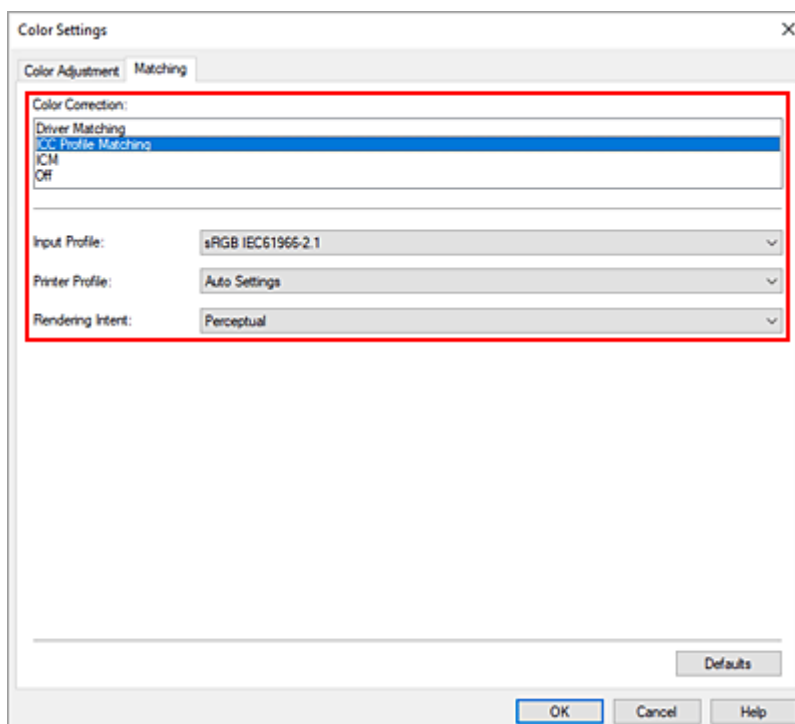 Color Settings
Color Adjustment Matching
Color Correction:
Driver Matching
ICC Profile Matching
ICM
Off
Input Profile: sRGB IEC61966-2.1
Printer Profile: Auto Settings
Rendering Intent: Perceptual
Defaults
OK Cancel Help